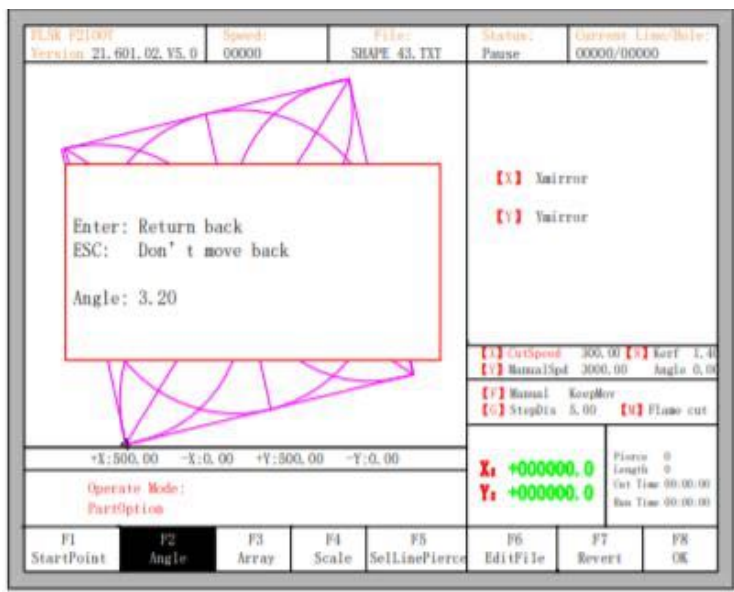 FLSK F2100T
Version 21.601.02.V5.0
Speed:
00000
File:
SHAPE 43.TXT
Status:
Pause
Current Line/Hole:
00000/00000
Enter: Return back
ESC: Don't move back
Angle: 3.20
【X】 Xmirror
【Y】 Ymirror
【X】CutSpeed 300.00 【N】Kerf 1.40
【Y】ManualSpd 3000.00 Angle 0.00
【F】Manual KeepMov
【G】StepDis 5.00 【M】Flame cut
+X:500.00 -X:0.00 +Y:500.00 -Y:0.00
Operate Mode:
PartOption
X: +000000.0
Y: +000000.0
Pierce 0
Length 0
Cut Time 00:00:00
Run Time 00:00:00
F1 StartPoint
F2 Angle
F3 Array
F4 Scale
F5 SelLinePierce
F6 EditFile
F7 Revert
F8 OK